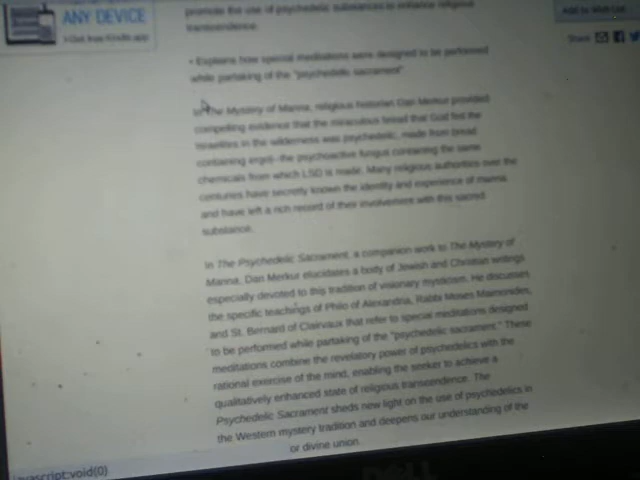 ANY DEVICE
Get free Kindle app
Add to Wish List
Share
promote the use of psychedelic substances to enhance religious
transcendence.
• Explains how special meditations were designed to be performed
while partaking of the "psychedelic sacrament"
In The Mystery of Manna, religious historian Dan Merkur provided
compelling evidence that the miraculous bread that God fed the
Israelites in the wilderness was psychedelic, made from bread
containing ergot--the psychoactive fungus containing the same
chemicals from which LSD is made. Many religious authorities over the
centuries have secretly known the identity and experience of manna
and have left a rich record of their involvement with this sacred
substance.
In The Psychedelic Sacrament, a companion work to The Mystery of
Manna, Dan Merkur elucidates a body of Jewish and Christian writings
especially devoted to this tradition of visionary mysticism. He discusses
the specific teachings of Philo of Alexandria, Rabbi Moses Maimonides,
and St. Bernard of Clairvaux that refer to special meditations designed
to be performed while partaking of the "psychedelic sacrament." These
meditations combine the revelatory power of psychedelics with the
rational exercise of the mind, enabling the seeker to achieve a
qualitatively enhanced state of religious transcendence. The
Psychedelic Sacrament sheds new light on the use of psychedelics in
the Western mystery tradition and deepens our understanding of the
or divine union.
javascript:void(0)